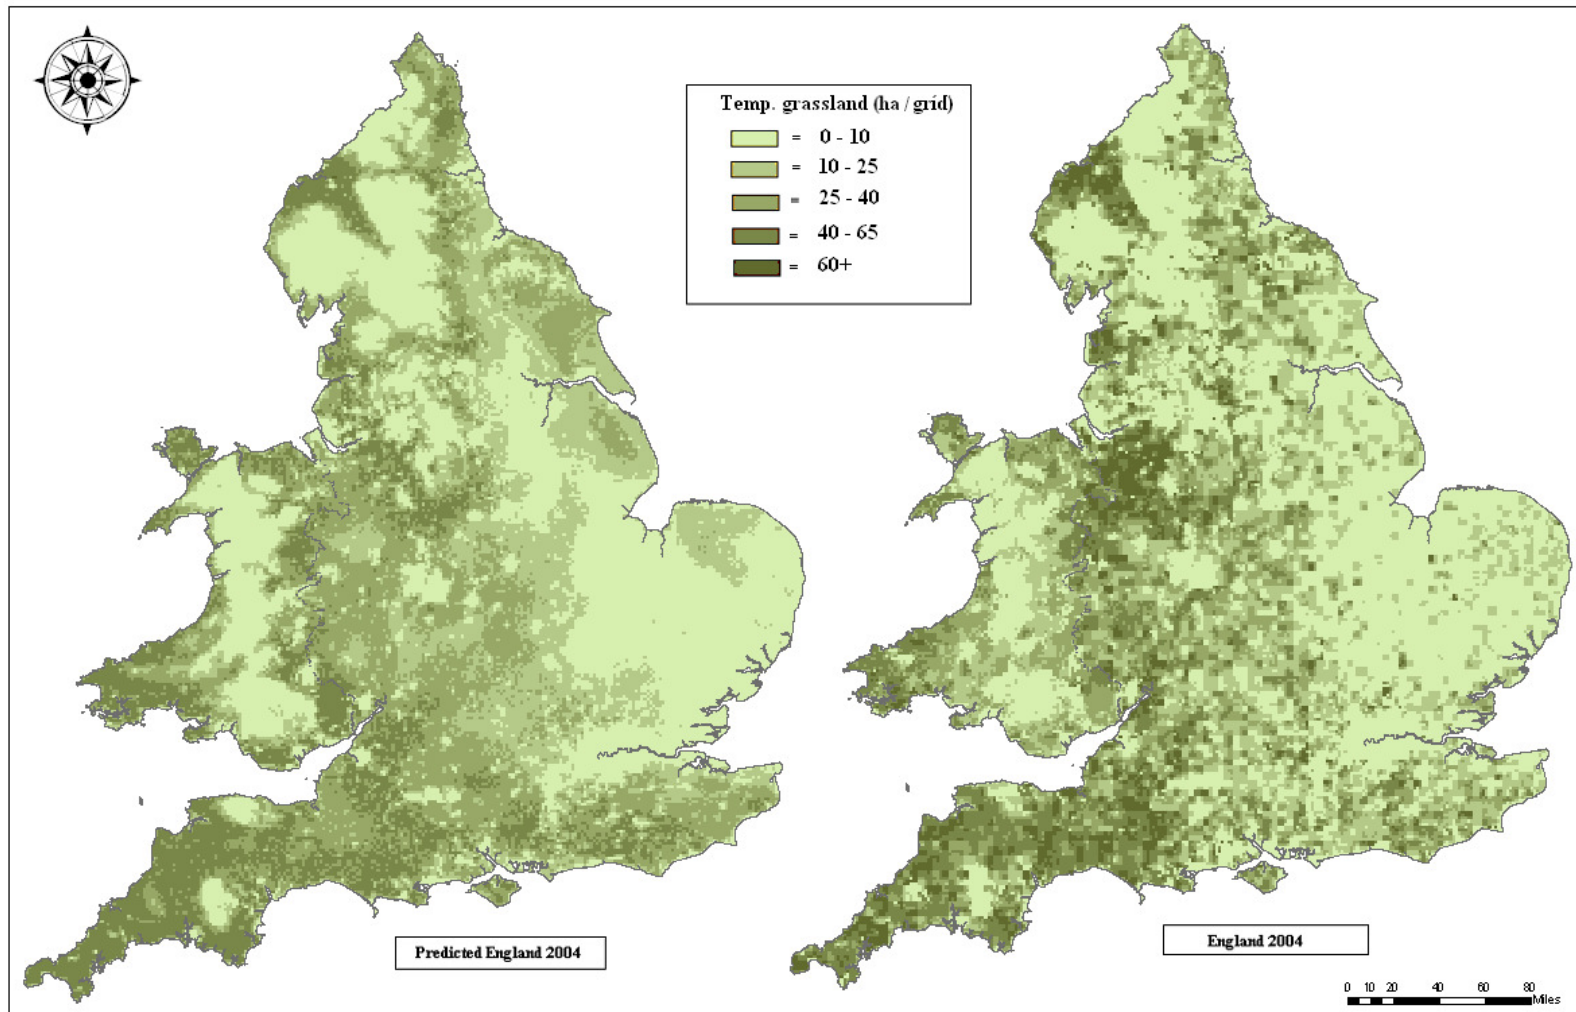 Temp. grassland (ha / gríd)
= 0 - 10
= 10 - 25
= 25 - 40
= 40 - 65
= 60+
Predicted England 2004
England 2004
0 10 20 40 60 80
Miles